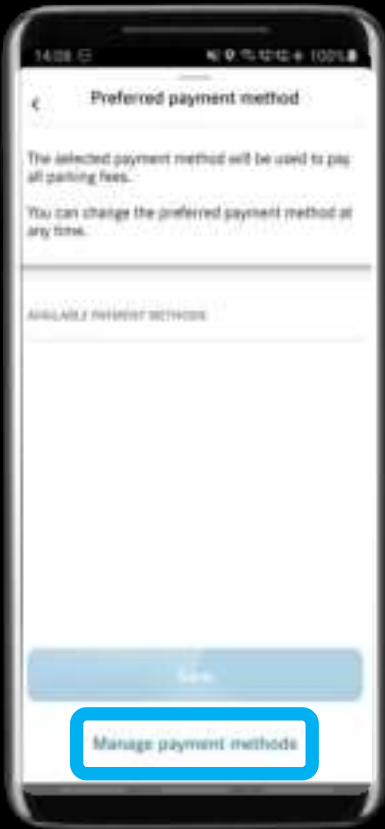 14:08
100%
Preferred payment method
The selected payment method will be used to pay
all parking fees.
You can change the preferred payment method at
any time.
AVAILABLE PAYMENT METHODS
Save
Manage payment methods